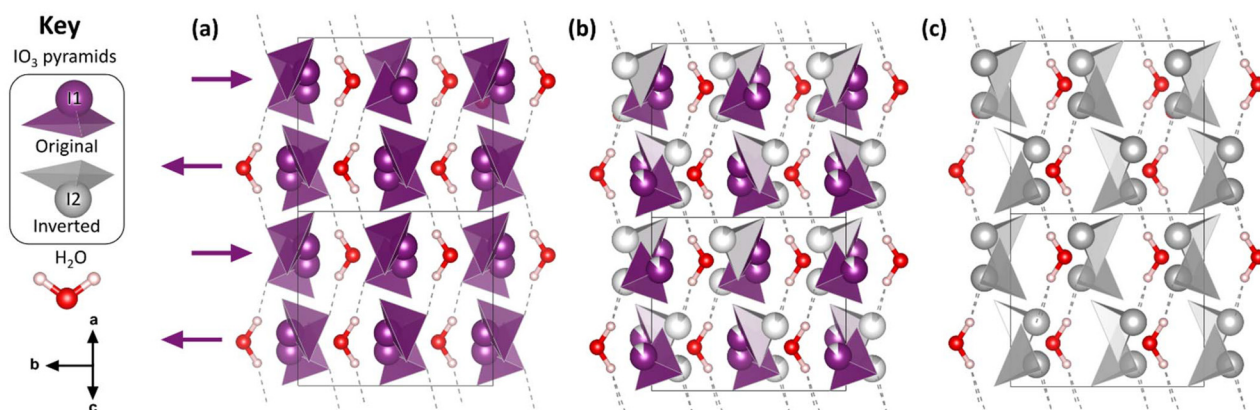 Key
IO₃ pyramids
I1
Original
I2
Inverted
H₂O
a
b
c
(a)
(b)
(c)